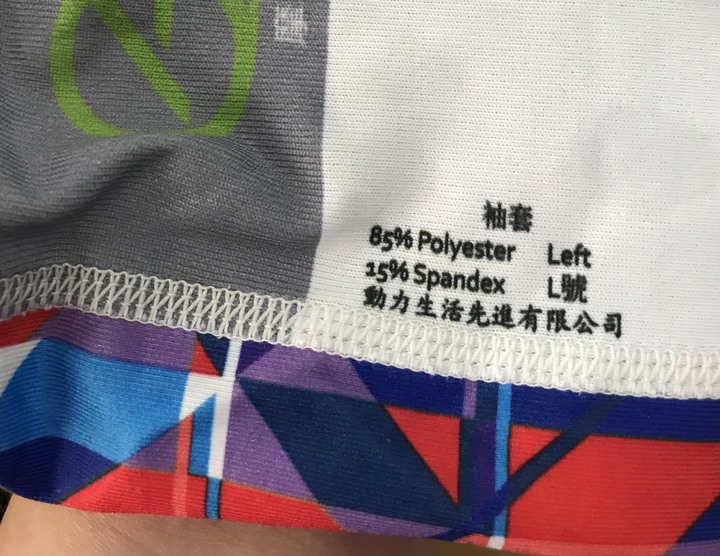 袖套
85% Polyester Left
15% Spandex L號
動力生活先進有限公司